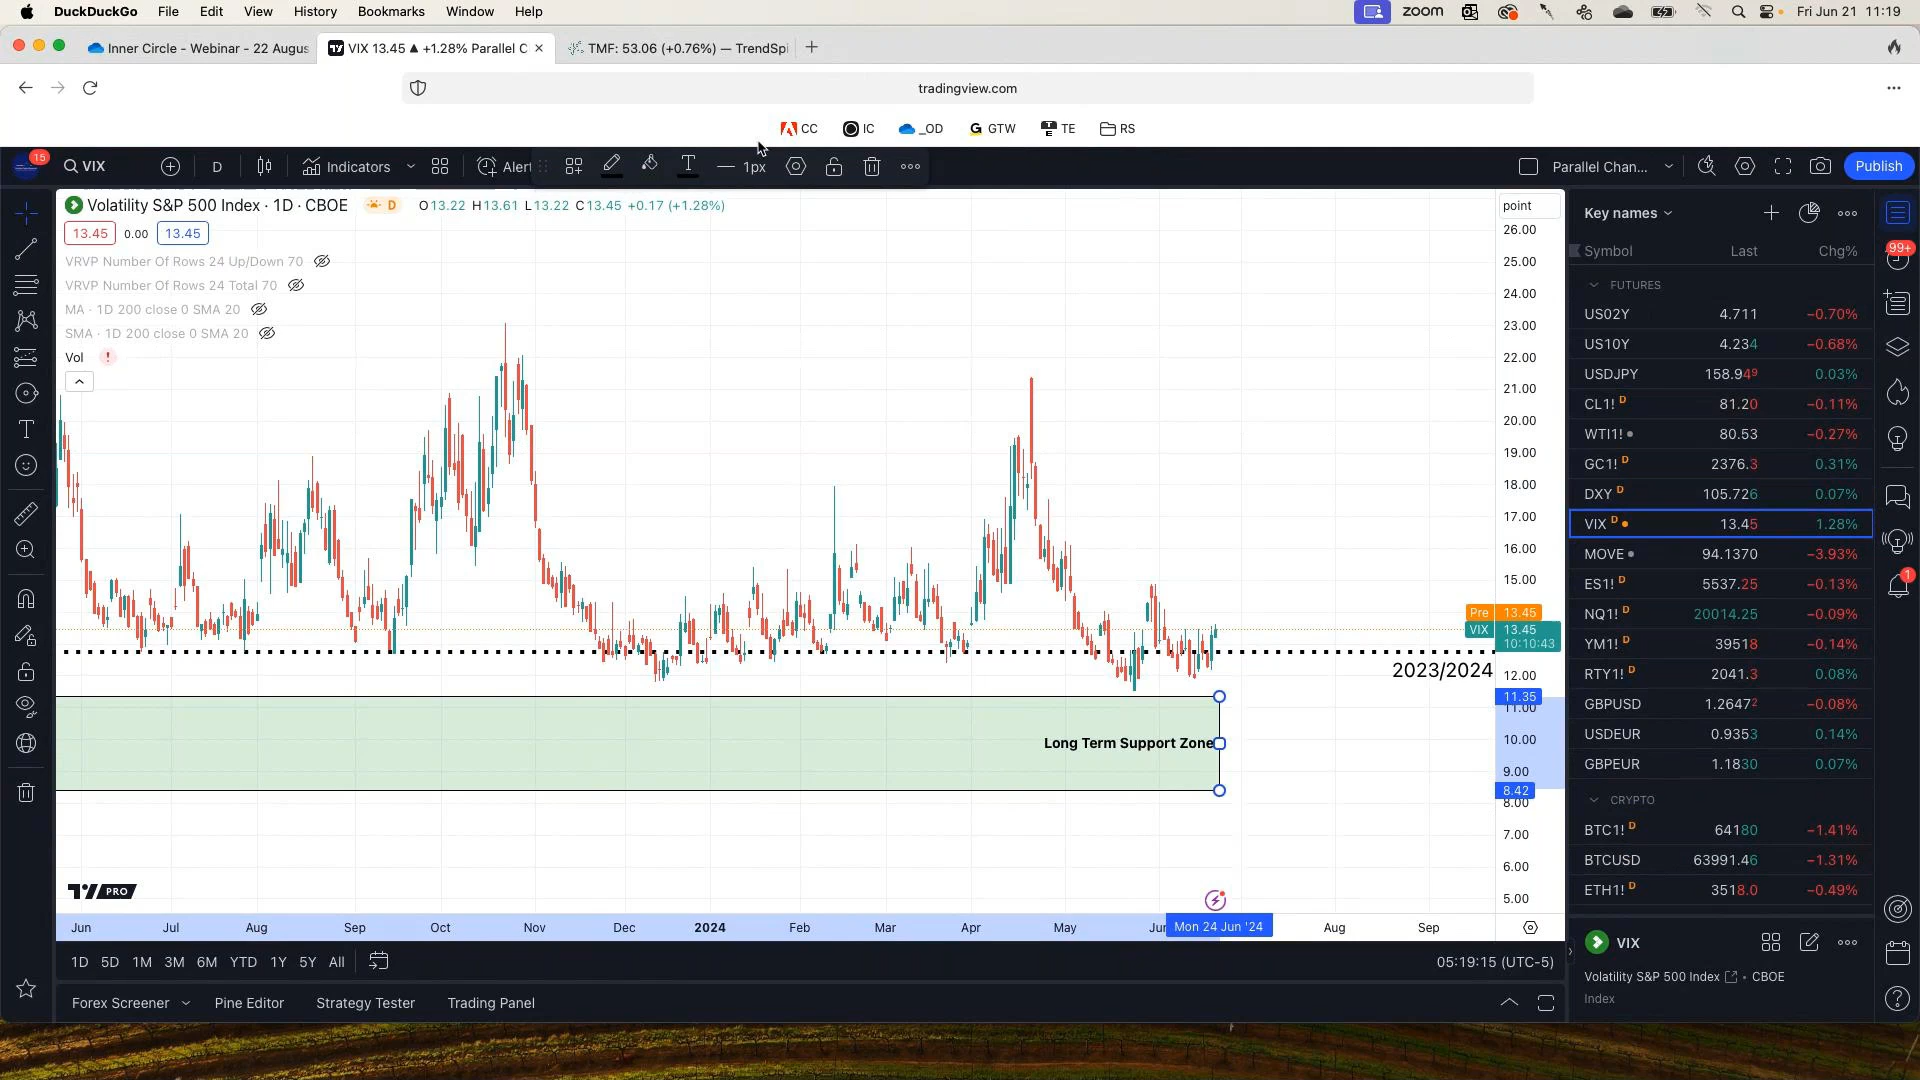 DuckDuckGo File Edit View History Bookmarks Window Help zoom Fri Jun 21 11:19
Inner Circle - Webinar - 22 Augus VIX 13.45 ▲ +1.28% Parallel C TMF: 53.06 (+0.76%) — TrendSpi
tradingview.com
CC IC _OD GTW TE RS
15
VIX D Indicators Alert 1px Parallel Chan... Publish
Volatility S&P 500 Index · 1D · CBOE D O13.22 H13.61 L13.22 C13.45 +0.17 (+1.28%)
13.45 0.00 13.45
VRVP Number Of Rows 24 Up/Down 70
VRVP Number Of Rows 24 Total 70
MA · 1D 200 close 0 SMA 20
SMA · 1D 200 close 0 SMA 20
Vol !
point
26.00
25.00
24.00
23.00
22.00
21.00
20.00
19.00
18.00
17.00
16.00
15.00
Pre 13.45
VIX 13.45
10:10:43
12.00
11.35
11.00
10.00
9.00
8.42
8.00
7.00
6.00
5.00
2023/2024
Long Term Support Zone
PRO
Jun Jul Aug Sep Oct Nov Dec 2024 Feb Mar Apr May Jun Mon 24 Jun '24 Aug Sep
1D 5D 1M 3M 6M YTD 1Y 5Y All 05:19:15 (UTC-5)
Forex Screener Pine Editor Strategy Tester Trading Panel
Key names
Symbol Last Chg%
FUTURES
US02Y 4.711 −0.70%
US10Y 4.234 −0.68%
USDJPY 158.949 0.03%
CL1! D 81.20 −0.11%
WTI1! 80.53 −0.27%
GC1! D 2376.3 0.31%
DXY D 105.726 0.07%
VIX D 13.45 1.28%
MOVE 94.1370 −3.93%
ES1! D 5537.25 −0.13%
NQ1! D 20014.25 −0.09%
YM1! D 39518 −0.14%
RTY1! D 2041.3 0.08%
GBPUSD 1.26472 −0.08%
USDEUR 0.9353 0.14%
GBPEUR 1.1830 0.07%
CRYPTO
BTC1! D 64180 −1.41%
BTCUSD 63991.46 −1.31%
ETH1! D 3518.0 −0.49%
VIX
Volatility S&P 500 Index • CBOE
Index
99+
1